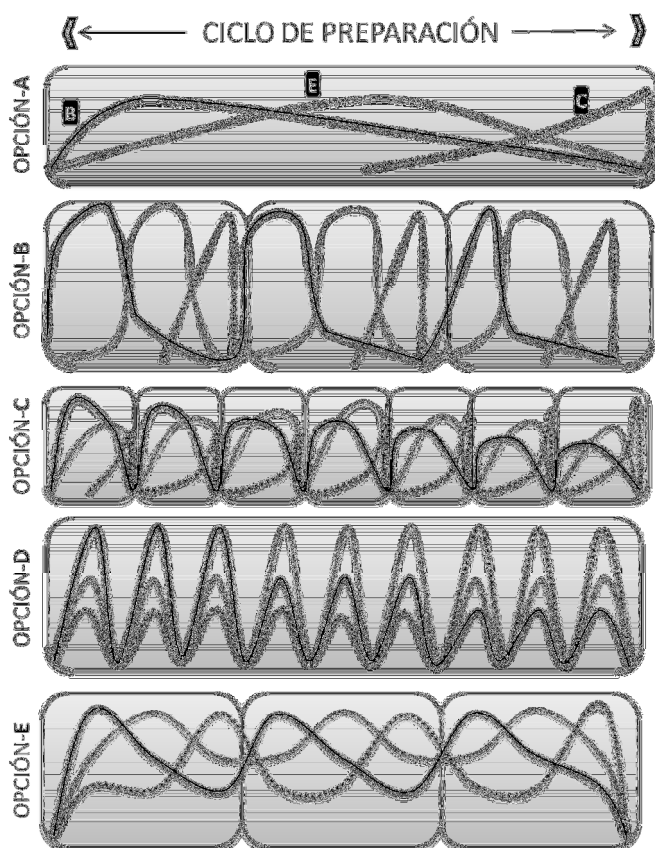 CICLO DE PREPARACIÓN
OPCIÓN-A
B
E
C
OPCIÓN-B
OPCIÓN-C
OPCIÓN-D
OPCIÓN-E